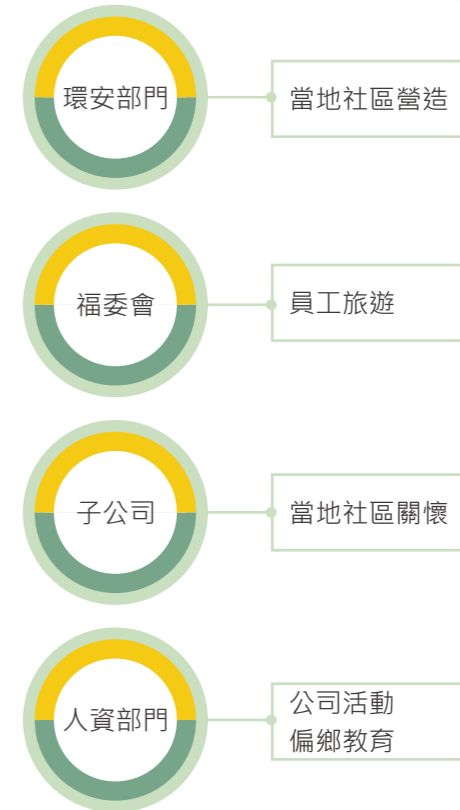 環安部門
當地社區營造
福委會
員工旅遊
子公司
當地社區關懷
人資部門
公司活動
偏鄉教育